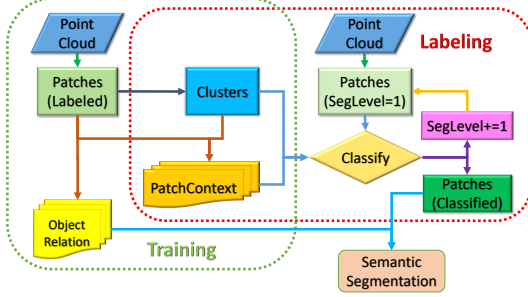 Point
Cloud
Point
Cloud
Labeling
Patches
(Labeled)
Clusters
Patches
(SegLevel=1)
SegLevel+=1
Classify
PatchContext
Patches
(Classified)
Object
Relation
Training
Semantic
Segmentation